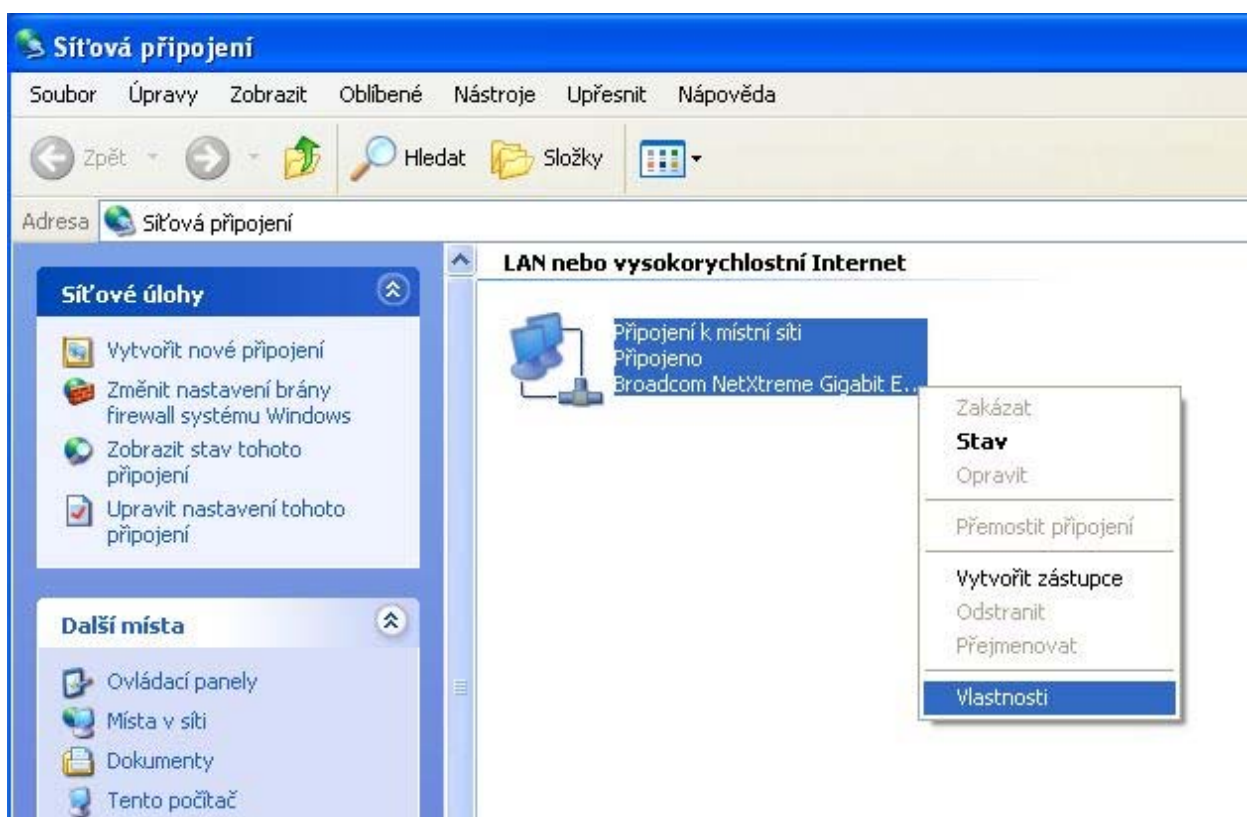 Síťová připojení
Soubor Úpravy Zobrazit Oblíbené Nástroje Upřesnit Nápověda
Zpět Hledat Složky
Adresa Síťová připojení
Síťové úlohy
Vytvořit nové připojení
Změnit nastavení brány
firewall systému Windows
Zobrazit stav tohoto
připojení
Upravit nastavení tohoto
připojení
Další místa
Ovládací panely
Místa v síti
Dokumenty
Tento počítač
LAN nebo vysokorychlostní Internet
Připojení k místní síti
Připojeno
Broadcom NetXtreme Gigabit E...
Zakázat
Stav
Opravit
Přemostit připojení
Vytvořit zástupce
Odstranit
Přejmenovat
Vlastnosti